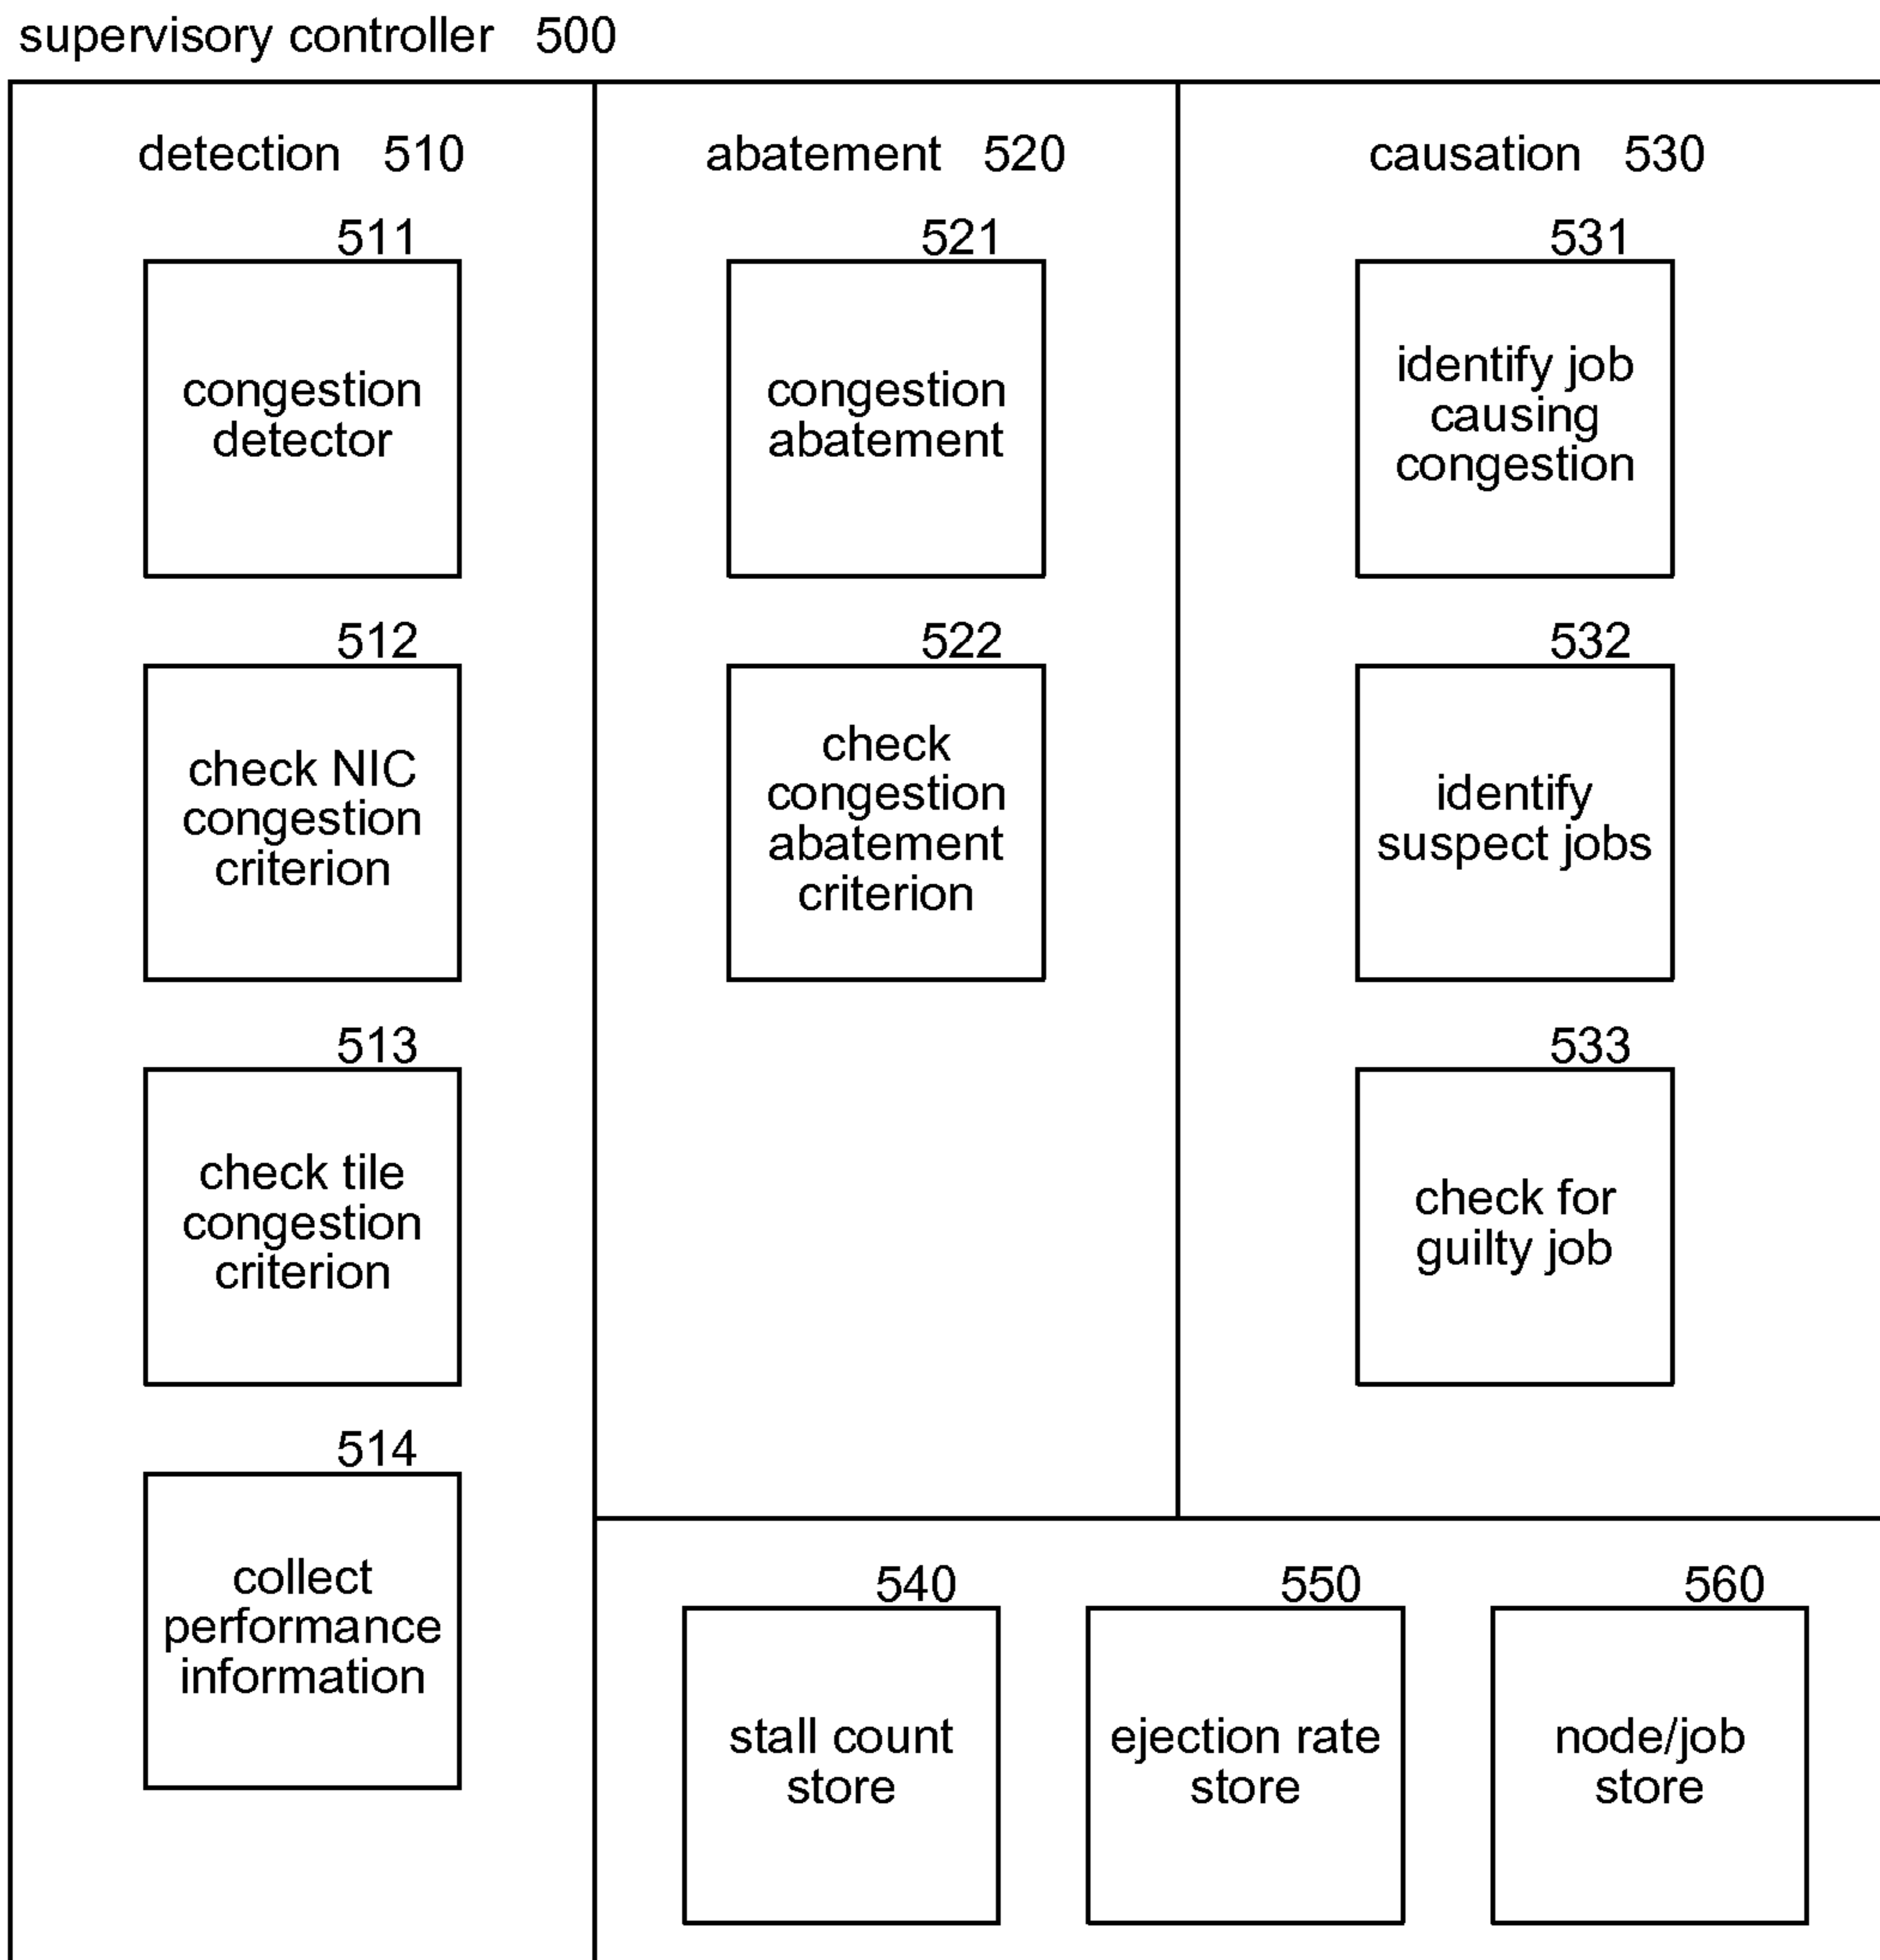 supervisory controller 500
detection 510
511
congestion
detector
512
check NIC
congestion
criterion
513
check tile
congestion
criterion
514
collect
performance
information
abatement 520
521
congestion
abatement
522
check
congestion
abatement
criterion
causation 530
531
identify job
causing
congestion
532
identify
suspect jobs
533
check for
guilty job
540
stall count
store
550
ejection rate
store
560
node/job
store